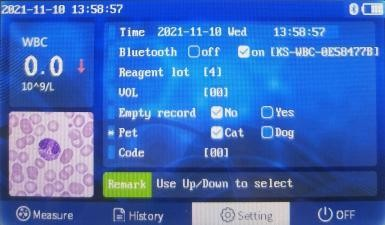 2021-11-10 13:58:57
WBC
0.0
10^9/L
Time 2021-11-10 Wed 13:58:57
Bluetooth off on [KS-WBC-0E58477B]
Reagent lot [4]
VOL [00]
Empty record No Yes
Pet Cat Dog
Code [00]
Remark Use Up/Down to select
Measure History Setting OFF